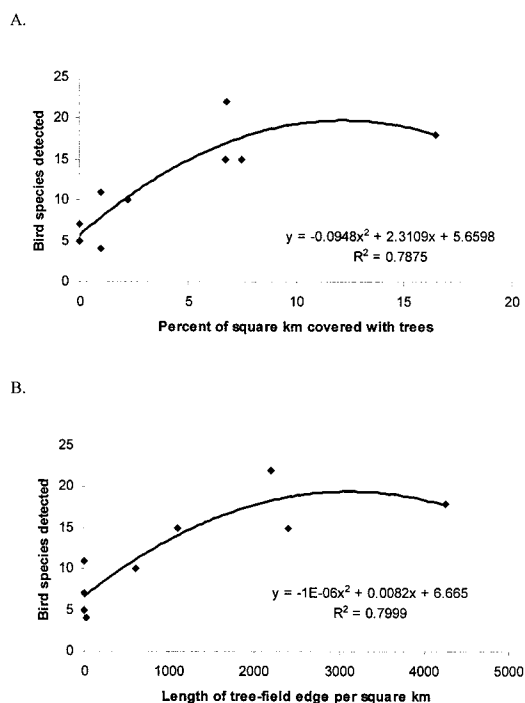 A.
25
20
15
10
5
0
Bird species detected
y = -0.0948x² + 2.3109x + 5.6598
R² = 0.7875
0 5 10 15 20
Percent of square km covered with trees
B.
25
20
15
10
5
0
Bird species detected
y = -1E-06x² + 0.0082x + 6.665
R² = 0.7999
0 1000 2000 3000 4000 5000
Length of tree-field edge per square km